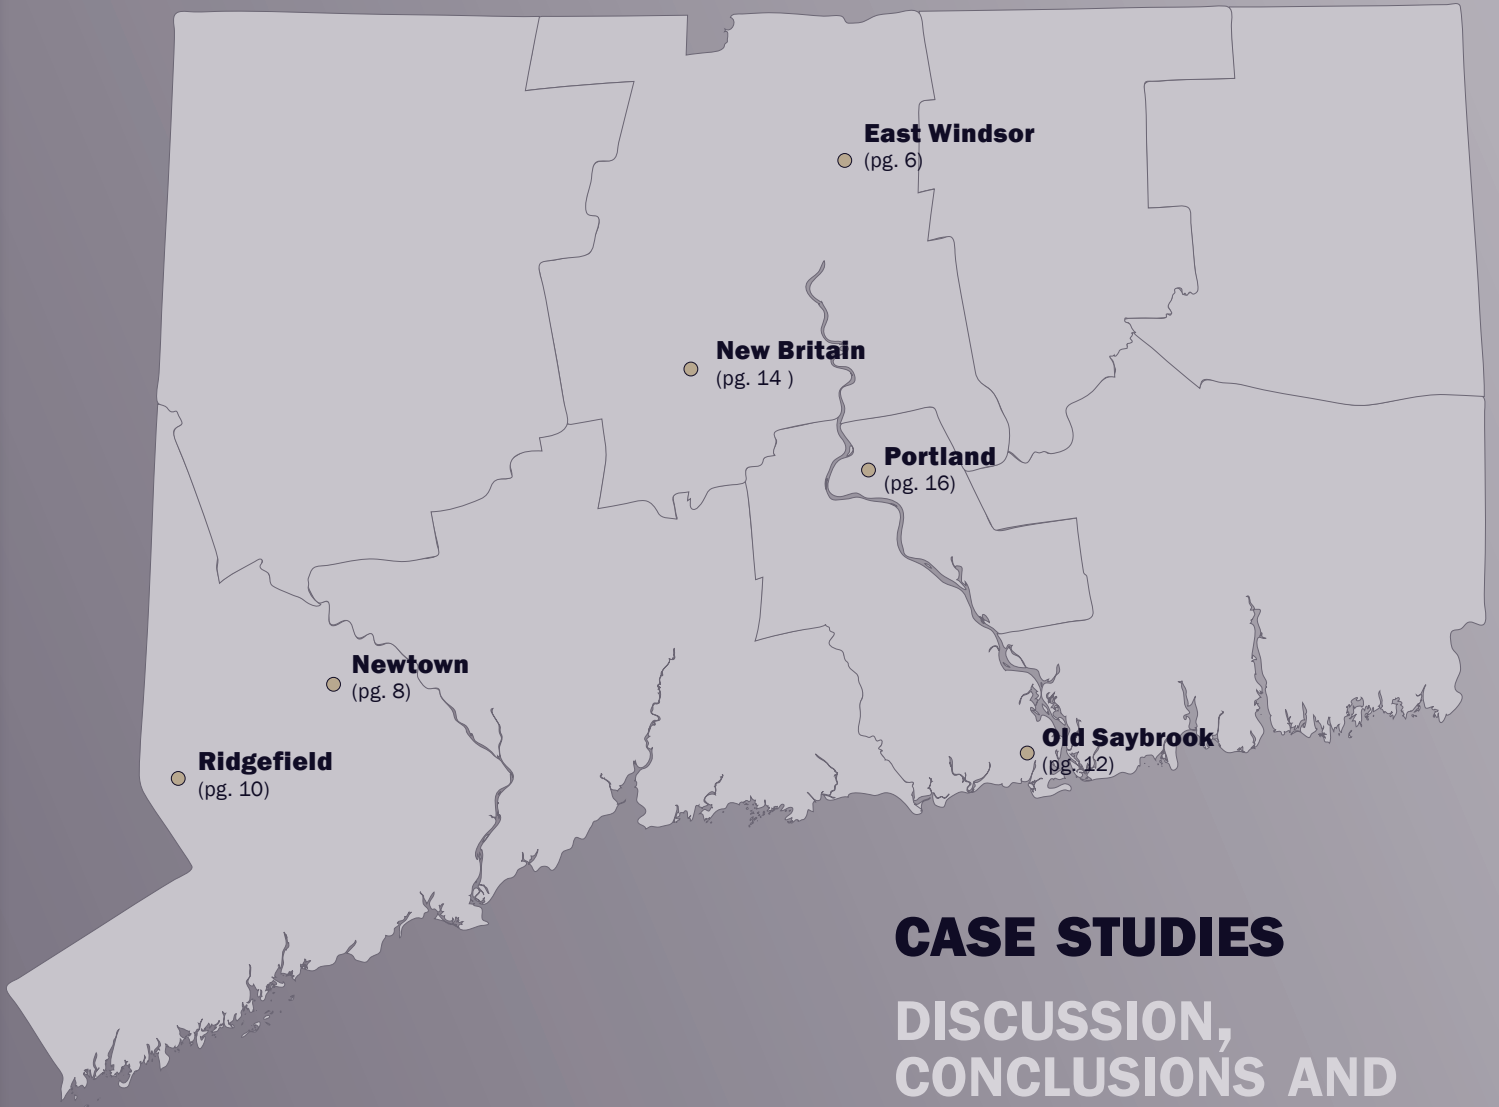 East Windsor
(pg. 6)
New Britain
(pg. 14 )
Portland
(pg. 16)
Newtown
(pg. 8)
Old Saybrook
(pg. 12)
Ridgefield
(pg. 10)
CASE STUDIES
DISCUSSION,
CONCLUSIONS AND